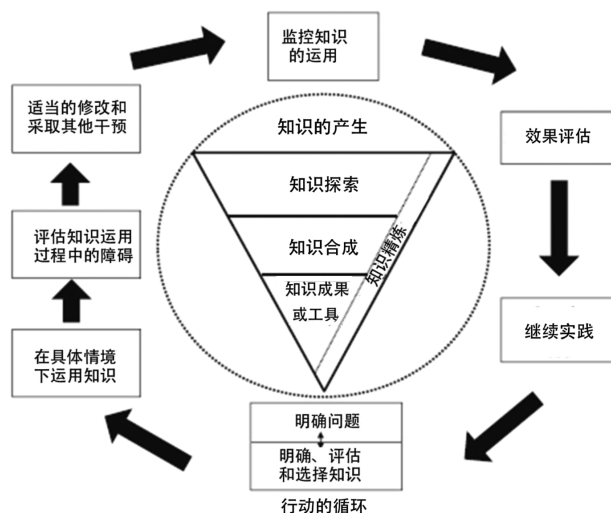 监控知识
的运用
适当的修改和
采取其他干预
知识的产生
效果评估
知识探索
评估知识运用
过程中的障碍
知识合成
知识精炼
知识成果
或工具
继续实践
在具体情境
下运用知识
明确问题
明确、评估
和选择知识
行动的循环